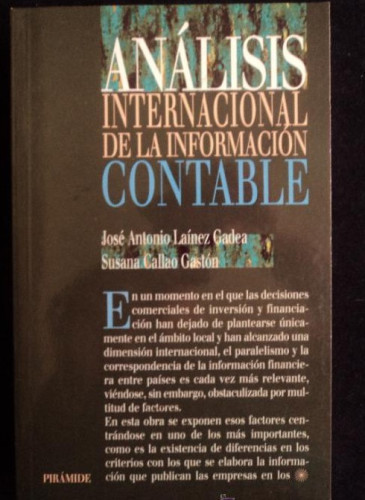 ANÁLISIS
INTERNACIONAL
DE LA INFORMACIÓN
CONTABLE
José Antonio Laínez Gadea
Susana Callao Gastón
En un momento en el que las decisiones
comerciales de inversión y financia-
ción han dejado de plantearse única-
mente en el ámbito local y han alcanzado una
dimensión internacional, el paralelismo y la
correspondencia de la información financie-
ra entre países es cada vez más relevante,
viéndose, sin embargo, obstaculizada por mul-
titud de factores.
En esta obra se exponen esos factores cen-
trándose en uno de los más importantes,
como es la existencia de diferencias en los
criterios con los que se elabora la informa-
ción que publican las empresas en los
PIRÁMIDE